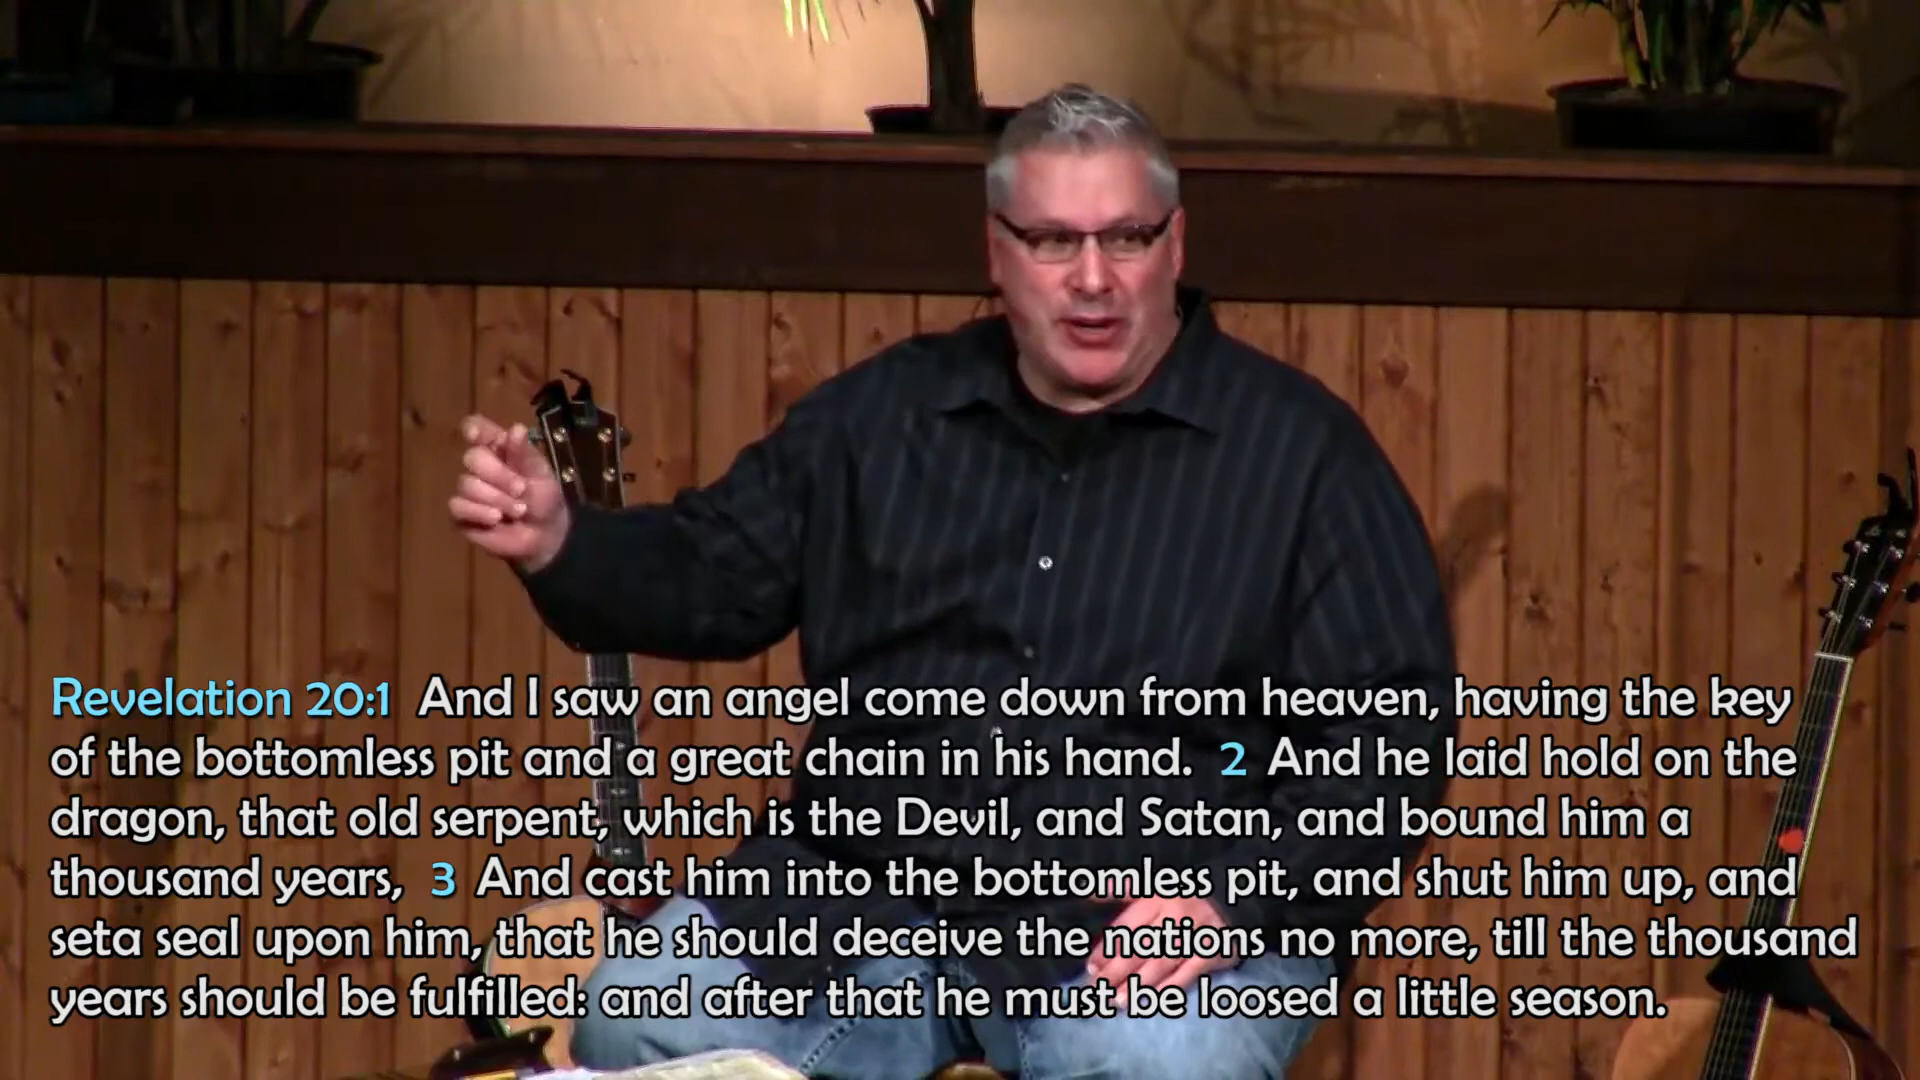 Revelation 20:1 And I saw an angel come down from heaven, having the key
of the bottomless pit and a great chain in his hand. 2 And he laid hold on the
dragon, that old serpent, which is the Devil, and Satan, and bound him a
thousand years, 3 And cast him into the bottomless pit, and shut him up, and
seta seal upon him, that he should deceive the nations no more, till the thousand
years should be fulfilled: and after that he must be loosed a little season.